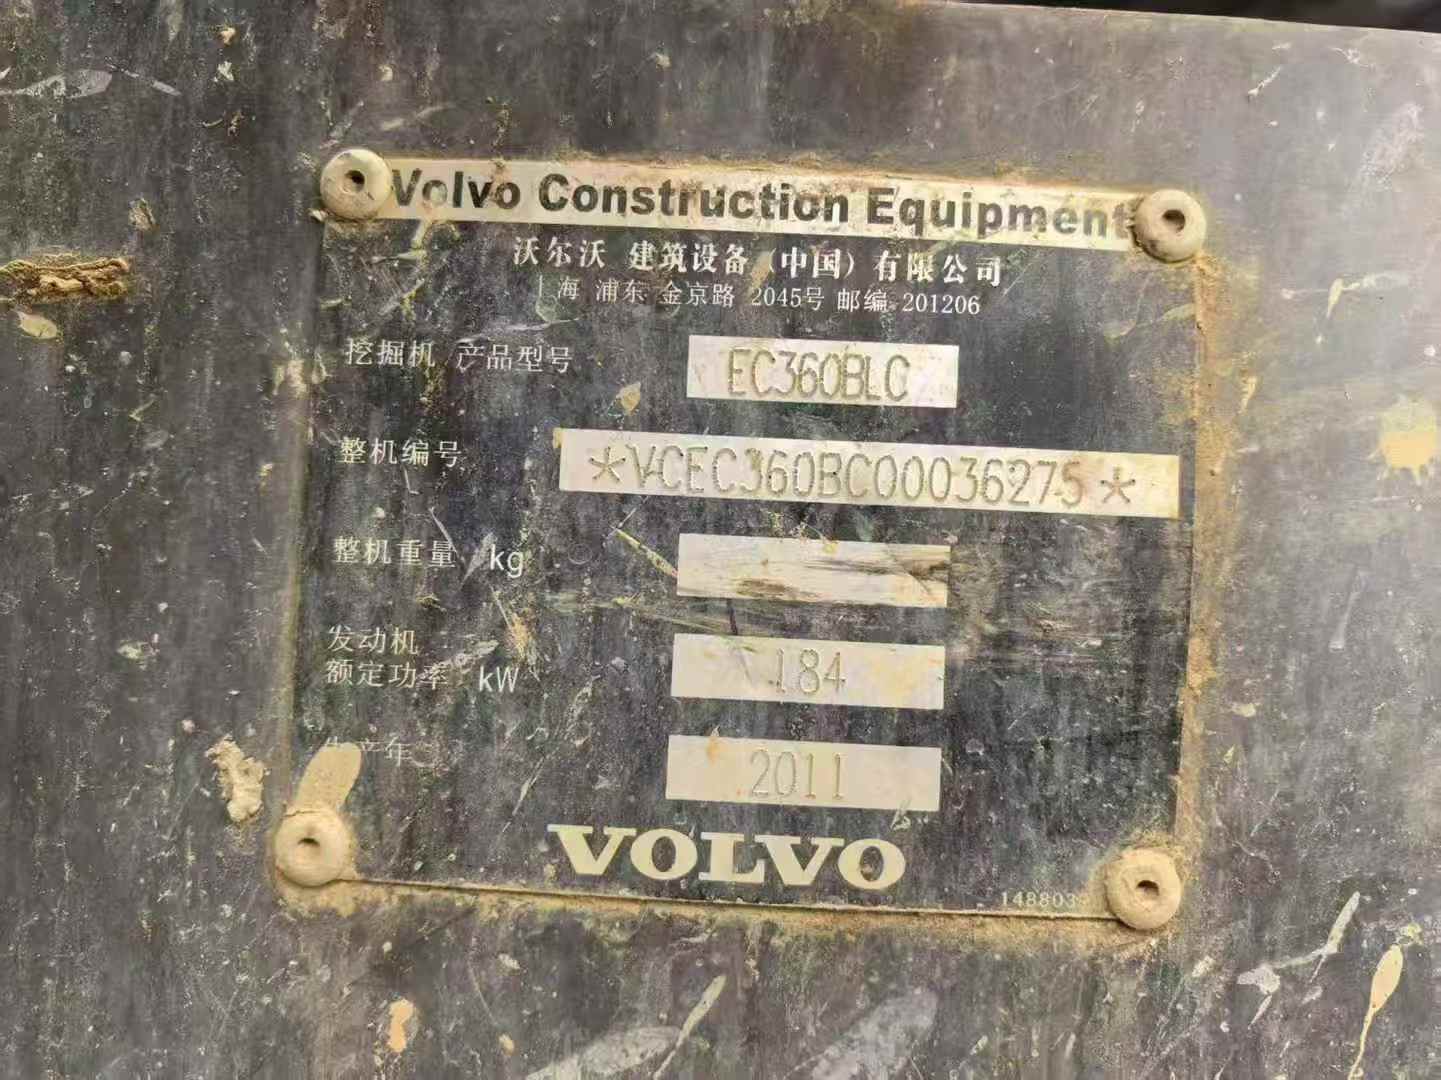 Volvo Construction Equipment
沃尔沃 建筑设备（中国）有限公司
上海 浦东 金京路 2045号 邮编 201206
挖掘机 产品型号 EC360BLC
整机编号 *VCEC360BC00036275*
整机重量 kg
发动机
额定功率 kW 184
生产年 2011
VOLVO